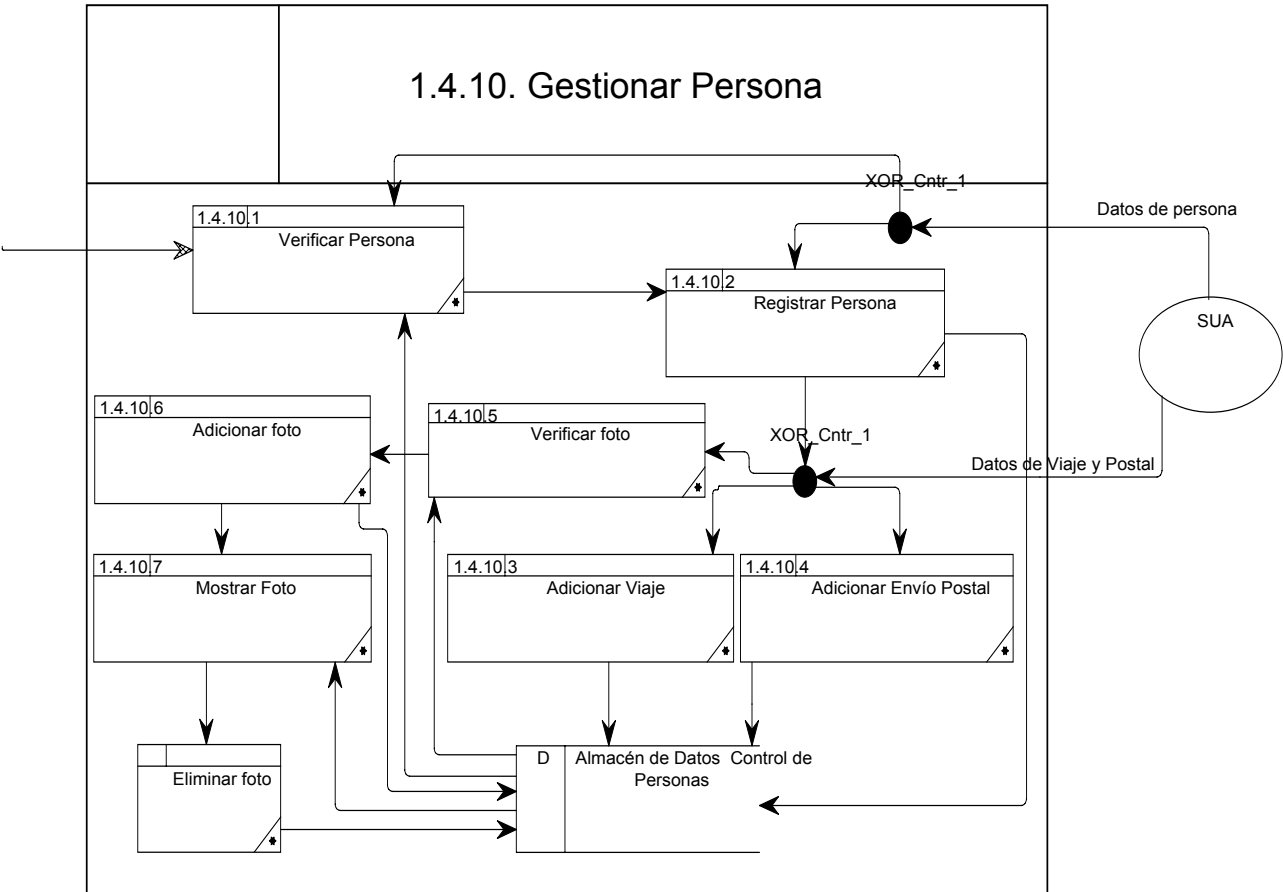 1.4.10. Gestionar Persona
XOR_Cntr_1
Datos de persona
1.4.10.1
Verificar Persona
1.4.10.2
Registrar Persona
SUA
1.4.10.6
Adicionar foto
1.4.10.5
Verificar foto
XOR_Cntr_1
Datos de Viaje y Postal
1.4.10.7
Mostrar Foto
1.4.10.3
Adicionar Viaje
1.4.10.4
Adicionar Envío Postal
Eliminar foto
D
Almacén de Datos Control de
Personas